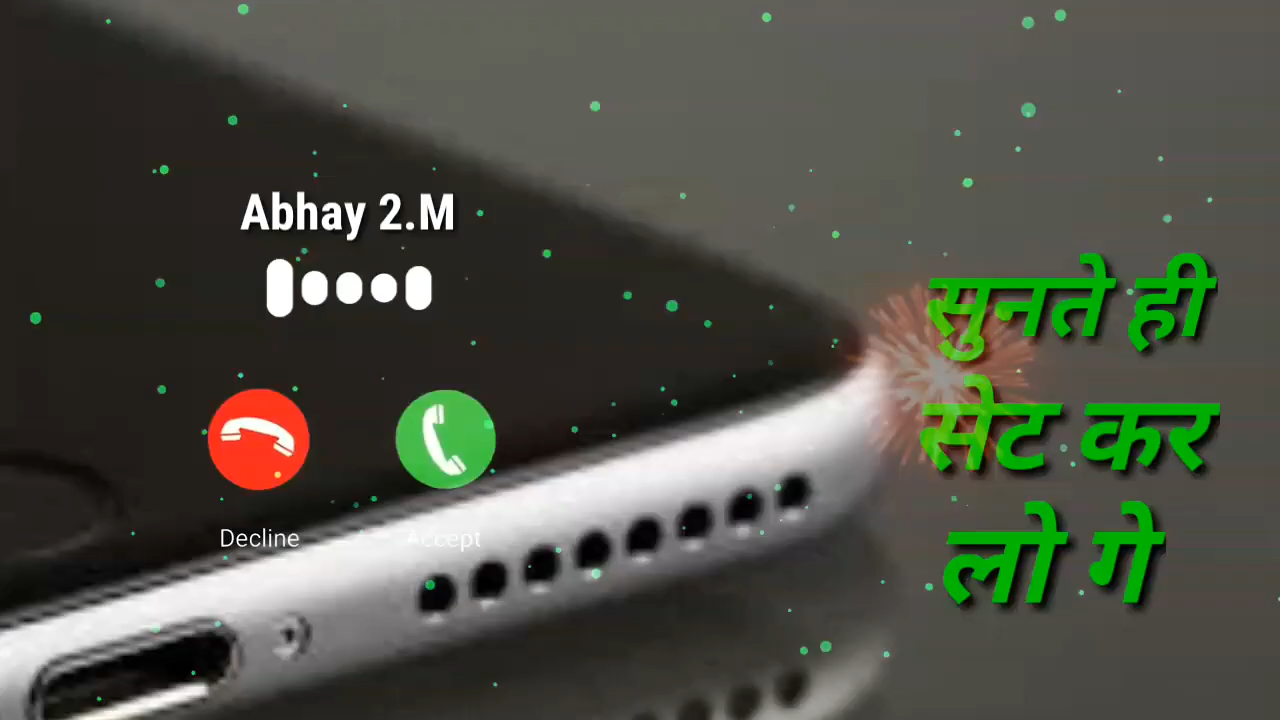 Abhay 2.M
Decline Accept
सुनते ही
सेट कर
लो गे